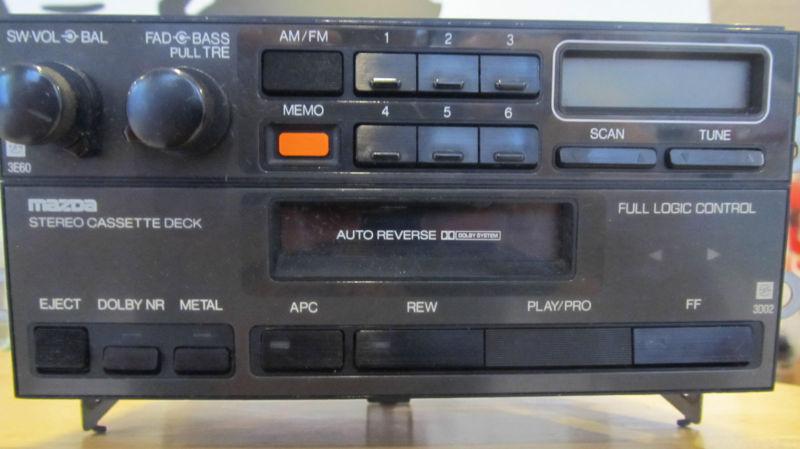 SW·VOL BAL
FAD BASS
PULL TRE
AM/FM
1 2 3
MEMO
4 5 6
SCAN TUNE
3E60
mazda
STEREO CASSETTE DECK
AUTO REVERSE DOLBY SYSTEM
FULL LOGIC CONTROL
3D02
EJECT DOLBY NR METAL APC REW PLAY/PRO FF